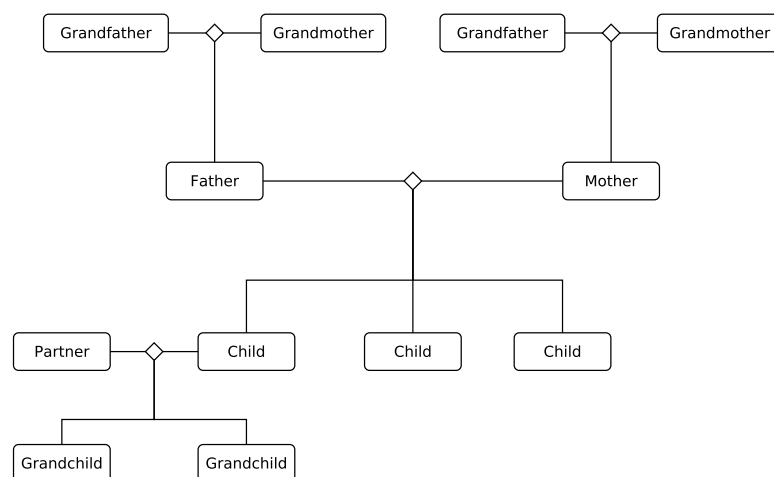 Grandfather
Grandmother
Grandfather
Grandmother
Father
Mother
Partner
Child
Child
Child
Grandchild
Grandchild